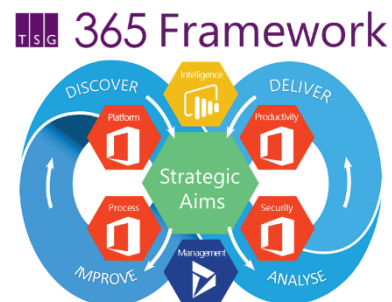 TSG 365 Framework
DISCOVER
Intelligence
DELIVER
Platform
Productivity
Strategic
Aims
Process
Security
Management
IMPROVE
ANALYSE